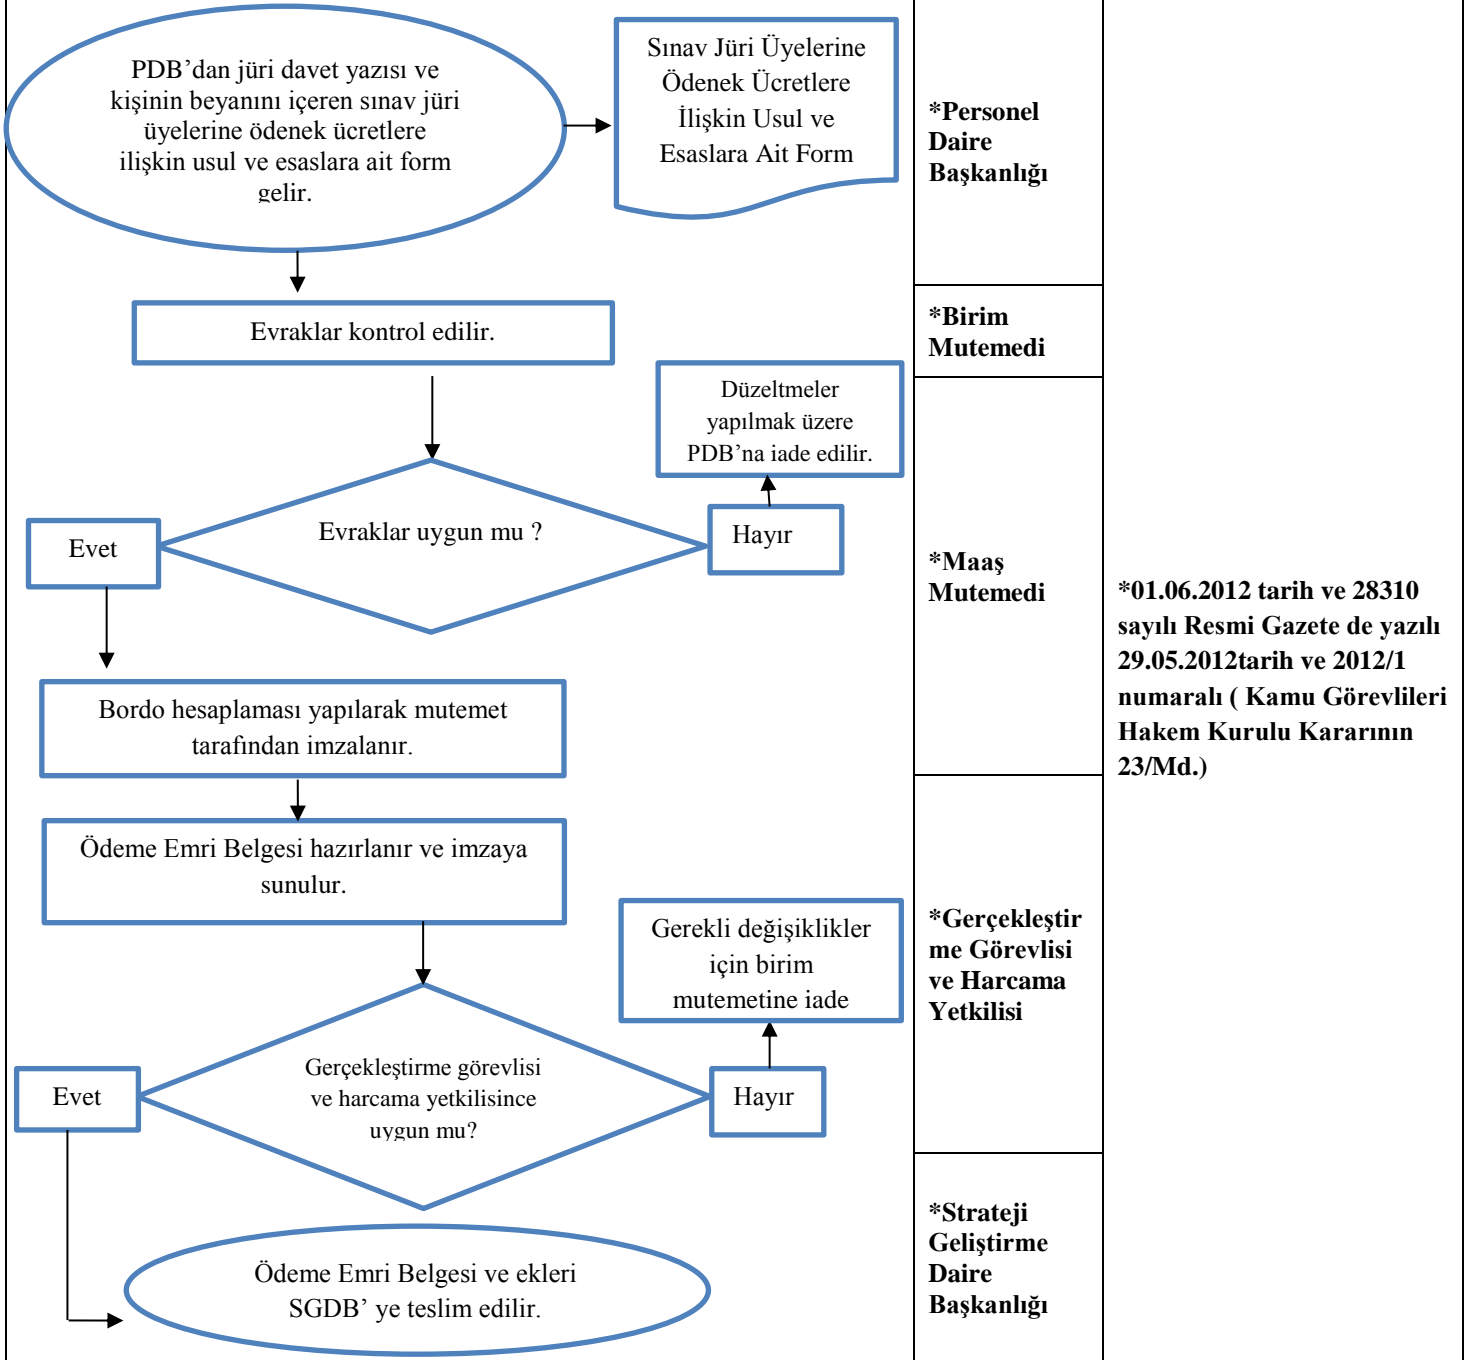 PDB’dan jüri davet yazısı ve
kişinin beyanını içeren sınav jüri
üyelerine ödenek ücretlere
ilişkin usul ve esaslara ait form
gelir.
Sınav Jüri Üyelerine
Ödenek Ücretlere
İlişkin Usul ve
Esaslara Ait Form
*Personel
Daire
Başkanlığı
Evraklar kontrol edilir.
*Birim
Mutemedi
Düzeltmeler
yapılmak üzere
PDB’na iade edilir.
Evet
Evraklar uygun mu ?
Hayır
*Maaş
Mutemedi
*01.06.2012 tarih ve 28310
sayılı Resmi Gazete de yazılı
29.05.2012tarih ve 2012/1
numaralı ( Kamu Görevlileri
Hakem Kurulu Kararının
23/Md.)
Bordo hesaplaması yapılarak mutemet
tarafından imzalanır.
Ödeme Emri Belgesi hazırlanır ve imzaya
sunulur.
Gerekli değişiklikler
için birim
mutemetine iade
*Gerçekleştir
me Görevlisi
ve Harcama
Yetkilisi
Evet
Gerçekleştirme görevlisi
ve harcama yetkilisince
uygun mu?
Hayır
Ödeme Emri Belgesi ve ekleri
SGDB’ ye teslim edilir.
*Strateji
Geliştirme
Daire
Başkanlığı